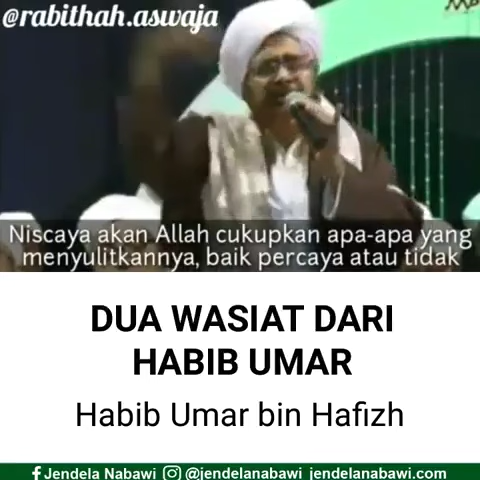 @rabithah.aswaja
Niscaya akan Allah cukupkan apa-apa yang
menyulitkannya, baik percaya atau tidak
DUA WASIAT DARI
HABIB UMAR
Habib Umar bin Hafizh
Jendela Nabawi @jendelanabawi jendelanabawi.com